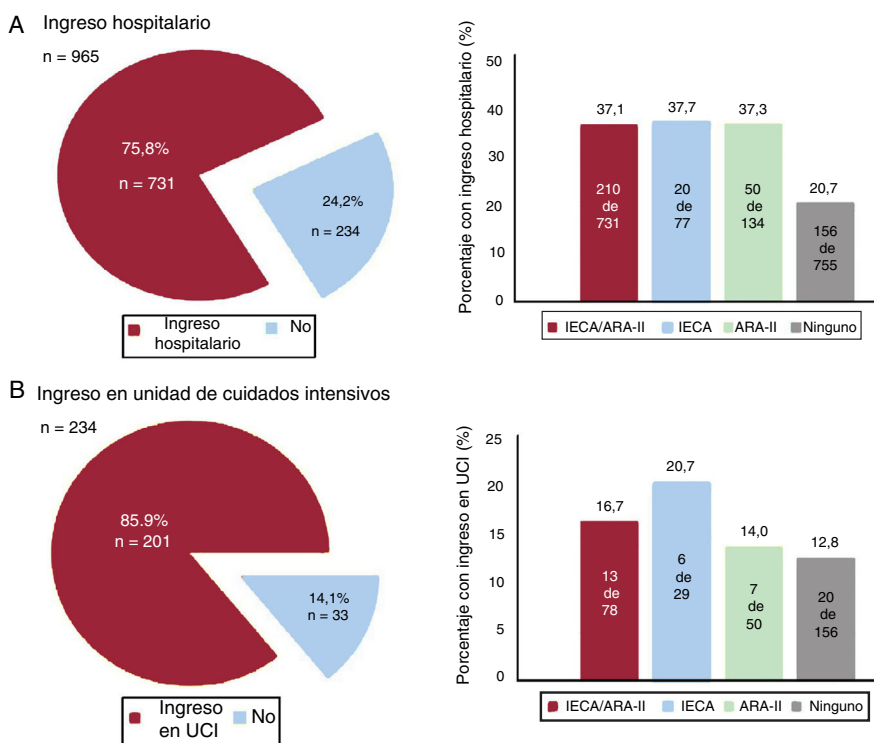 A Ingreso hospitalario
n = 965
75,8%
n = 731
24,2%
n = 234
Ingreso hospitalario
No
Porcentaje con ingreso hospitalario (%)
50
40
30
20
10
0
37,1
37,7
37,3
20,7
210
de
731
20
de
77
50
de
134
156
de
755
IECA/ARA-II IECA ARA-II Ninguno
B Ingreso en unidad de cuidados intensivos
n = 234
85.9%
n = 201
14,1%
n = 33
Ingreso en UCI
No
Porcentaje con ingreso en UCI (%)
25
20
15
10
5
0
16,7
20,7
14,0
12,8
13
de
78
6
de
29
7
de
50
20
de
156
IECA/ARA-II IECA ARA-II Ninguno